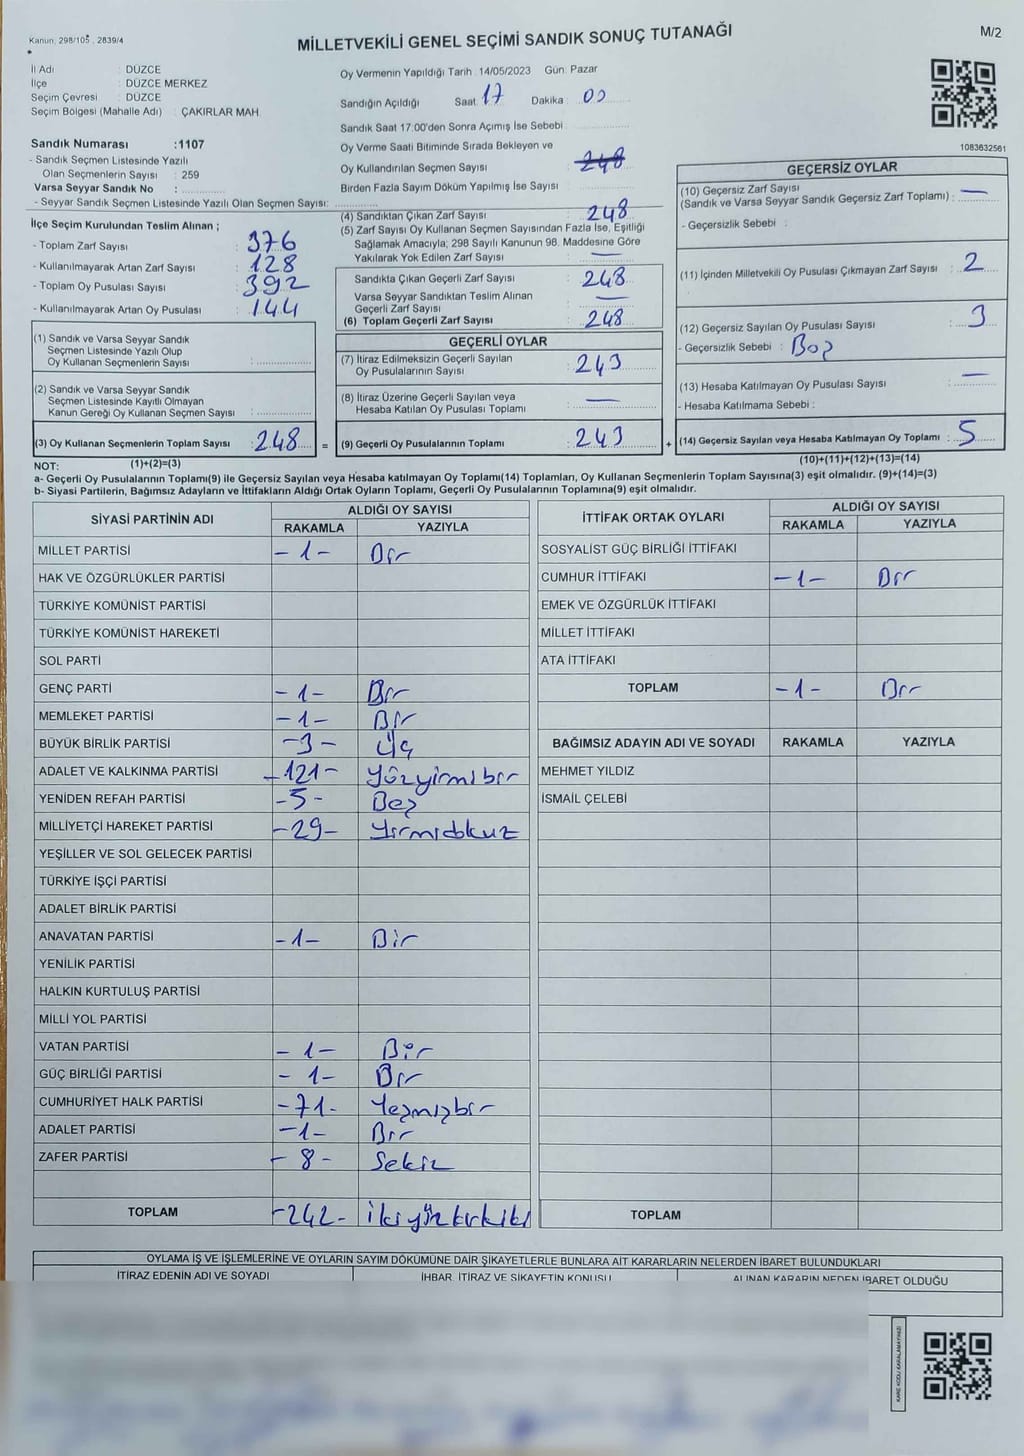 Kanun: 298/105 , 2839/4
MİLLETVEKİLİ GENEL SEÇİMİ SANDIK SONUÇ TUTANAĞI
M/2
İl Adı : DÜZCE
İlçe : DÜZCE MERKEZ
Seçim Çevresi : DÜZCE
Seçim Bölgesi (Mahalle Adı) : ÇAKIRLAR MAH.
Sandık Numarası :1107
- Sandık Seçmen Listesinde Yazılı
Olan Seçmenlerin Sayısı : 259
Varsa Seyyar Sandık No :
- Seyyar Sandık Seçmen Listesinde Yazılı Olan Seçmen Sayısı:
Oy Vermenin Yapıldığı Tarih : 14/05/2023 Gün: Pazar
Sandığın Açıldığı Saat 17 Dakika : 00
Sandık Saat 17:00'den Sonra Açımış İse Sebebi :
Oy Verme Saati Bitiminde Sırada Bekleyen ve
Oy Kullandırılan Seçmen Sayısı : 248
Birden Fazla Sayım Döküm Yapılmış İse Sayısı :
1083632561
İlçe Seçim Kurulundan Teslim Alınan ;
- Toplam Zarf Sayısı : 376
- Kullanılmayarak Artan Zarf Sayısı : 128
- Toplam Oy Pusulası Sayısı : 392
- Kullanılmayarak Artan Oy Pusulası : 144
(1) Sandık ve Varsa Seyyar Sandık
Seçmen Listesinde Yazılı Olup
Oy Kullanan Seçmenlerin Sayısı :
(2) Sandık ve Varsa Seyyar Sandık
Seçmen Listesinde Kayıtlı Olmayan
Kanun Gereği Oy Kullanan Seçmen Sayısı :
(3) Oy Kullanan Seçmenlerin Toplam Sayısı : 248 =
(1)+(2)=(3)
(4) Sandıktan Çıkan Zarf Sayısı : 248
(5) Zarf Sayısı Oy Kullanan Seçmen Sayısından Fazla İse, Eşitliği
Sağlamak Amacıyla; 298 Sayılı Kanunun 98. Maddesine Göre
Yakılarak Yok Edilen Zarf Sayısı : —
Sandıkta Çıkan Geçerli Zarf Sayısı : 248
Varsa Seyyar Sandıktan Teslim Alınan
Geçerli Zarf Sayısı : —
(6) Toplam Geçerli Zarf Sayısı : 248
GEÇERLİ OYLAR
(7) İtiraz Edilmeksizin Geçerli Sayılan
Oy Pusulalarının Sayısı : 243
(8) İtiraz Üzerine Geçerli Sayılan veya
Hesaba Katılan Oy Pusulası Toplamı : —
(9) Geçerli Oy Pusulalarının Toplamı : 243 +
GEÇERSİZ OYLAR
(10) Geçersiz Zarf Sayısı
(Sandık ve Varsa Seyyar Sandık Geçersiz Zarf Toplamı) : —
- Geçersizlik Sebebi :
(11) İçinden Milletvekili Oy Pusulası Çıkmayan Zarf Sayısı : 2
(12) Geçersiz Sayılan Oy Pusulası Sayısı : 3
- Geçersizlik Sebebi : Boş
(13) Hesaba Katılmayan Oy Pusulası Sayısı : —
- Hesaba Katılmama Sebebi :
(14) Geçersiz Sayılan veya Hesaba Katılmayan Oy Toplamı : 5
(10)+(11)+(12)+(13)=(14)
NOT:
a- Geçerli Oy Pusulalarının Toplamı(9) ile Geçersiz Sayılan veya Hesaba katılmayan Oy Toplamı(14) Toplamları, Oy Kullanan Seçmenlerin Toplam Sayısına(3) eşit olmalıdır. (9)+(14)=(3)
b- Siyasi Partilerin, Bağımsız Adayların ve İttifakların Aldığı Ortak Oyların Toplamı, Geçerli Oy Pusulalarının Toplamına(9) eşit olmalıdır.
SİYASİ PARTİNİN ADI ALDIĞI OY SAYISI
RAKAMLA YAZIYLA
MİLLET PARTİSİ -1- Bir
HAK VE ÖZGÜRLÜKLER PARTİSİ
TÜRKİYE KOMÜNİST PARTİSİ
TÜRKİYE KOMÜNİST HAREKETİ
SOL PARTİ
GENÇ PARTİ -1- Bir
MEMLEKET PARTİSİ -1- Bir
BÜYÜK BİRLİK PARTİSİ -3- Üç
ADALET VE KALKINMA PARTİSİ -121- Yüzyirmibir
YENİDEN REFAH PARTİSİ -5- Beş
MİLLİYETÇİ HAREKET PARTİSİ -29- Yirmidokuz
YEŞİLLER VE SOL GELECEK PARTİSİ
TÜRKİYE İŞÇİ PARTİSİ
ADALET BİRLİK PARTİSİ
ANAVATAN PARTİSİ -1- Bir
YENİLİK PARTİSİ
HALKIN KURTULUŞ PARTİSİ
MİLLİ YOL PARTİSİ
VATAN PARTİSİ -1- Bir
GÜÇ BİRLİĞİ PARTİSİ -1- Bir
CUMHURİYET HALK PARTİSİ -71- Yetmişbir
ADALET PARTİSİ -1- Bir
ZAFER PARTİSİ -8- Sekiz
TOPLAM -242- ikiyüzkırkiki
İTTİFAK ORTAK OYLARI ALDIĞI OY SAYISI
RAKAMLA YAZIYLA
SOSYALİST GÜÇ BİRLİĞİ İTTİFAKI
CUMHUR İTTİFAKI -1- Bir
EMEK VE ÖZGÜRLÜK İTTİFAKI
MİLLET İTTİFAKI
ATA İTTİFAKI
TOPLAM -1- Bir
BAĞIMSIZ ADAYIN ADI VE SOYADI RAKAMLA YAZIYLA
MEHMET YILDIZ
İSMAİL ÇELEBİ
TOPLAM
OYLAMA İŞ VE İŞLEMLERİNE VE OYLARIN SAYIM DÖKÜMÜNE DAİR ŞİKAYETLERLE BUNLARA AİT KARARLARIN NELERDEN İBARET BULUNDUKLARI
İTİRAZ EDENİN ADI VE SOYADI İHBAR, İTİRAZ VE ŞİKAYETİN KONUSU ALINAN KARARIN NEDEN İBARET OLDUĞU
KARE KODU KARALAMAYINIZ!